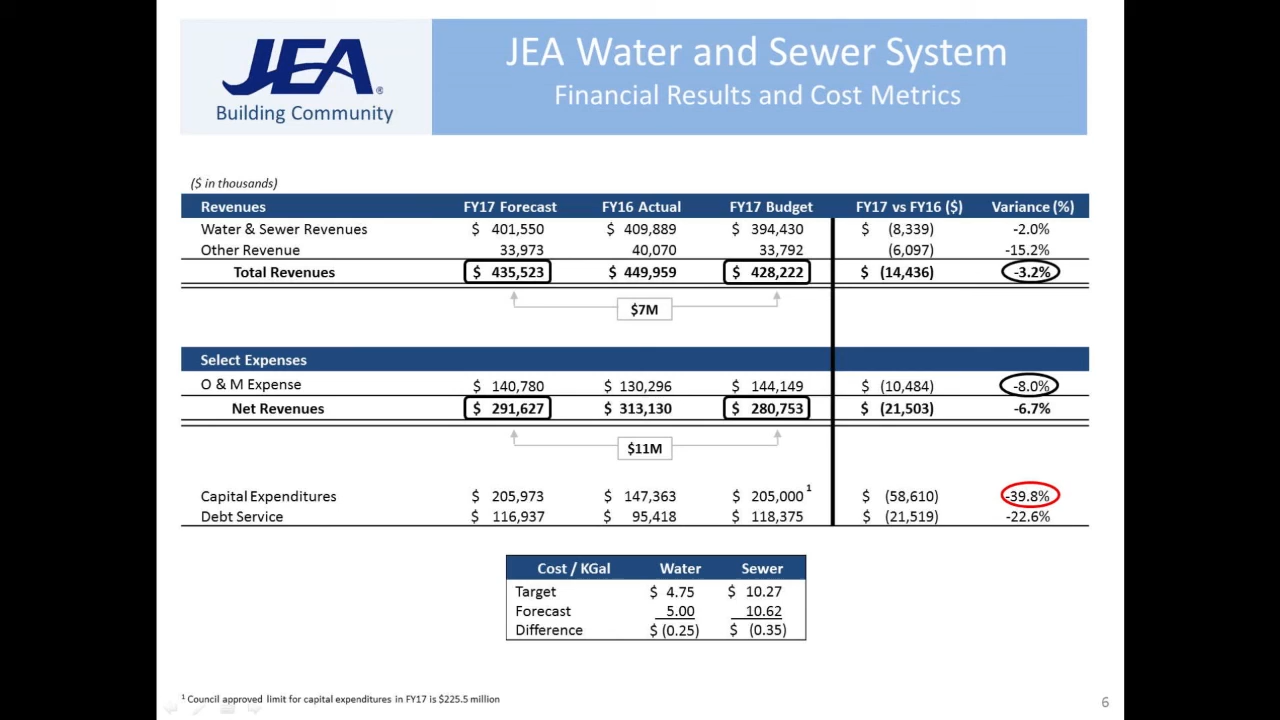 JEA®
Building Community
JEA Water and Sewer System
Financial Results and Cost Metrics
($ in thousands)
Revenues FY17 Forecast FY16 Actual FY17 Budget FY17 vs FY16 ($) Variance (%)
Water & Sewer Revenues $ 401,550 $ 409,889 $ 394,430 $ (8,339) -2.0%
Other Revenue 33,973 40,070 33,792 (6,097) -15.2%
Total Revenues $ 435,523 $ 449,959 $ 428,222 $ (14,436) -3.2%
$7M
Select Expenses
O & M Expense $ 140,780 $ 130,296 $ 144,149 $ (10,484) -8.0%
Net Revenues $ 291,627 $ 313,130 $ 280,753 $ (21,503) -6.7%
$11M
Capital Expenditures $ 205,973 $ 147,363 $ 205,000 1 $ (58,610) -39.8%
Debt Service $ 116,937 $ 95,418 $ 118,375 $ (21,519) -22.6%
Cost / KGal Water Sewer
Target $ 4.75 $ 10.27
Forecast 5.00 10.62
Difference $ (0.25) $ (0.35)
1 Council approved limit for capital expenditures in FY17 is $225.5 million
6